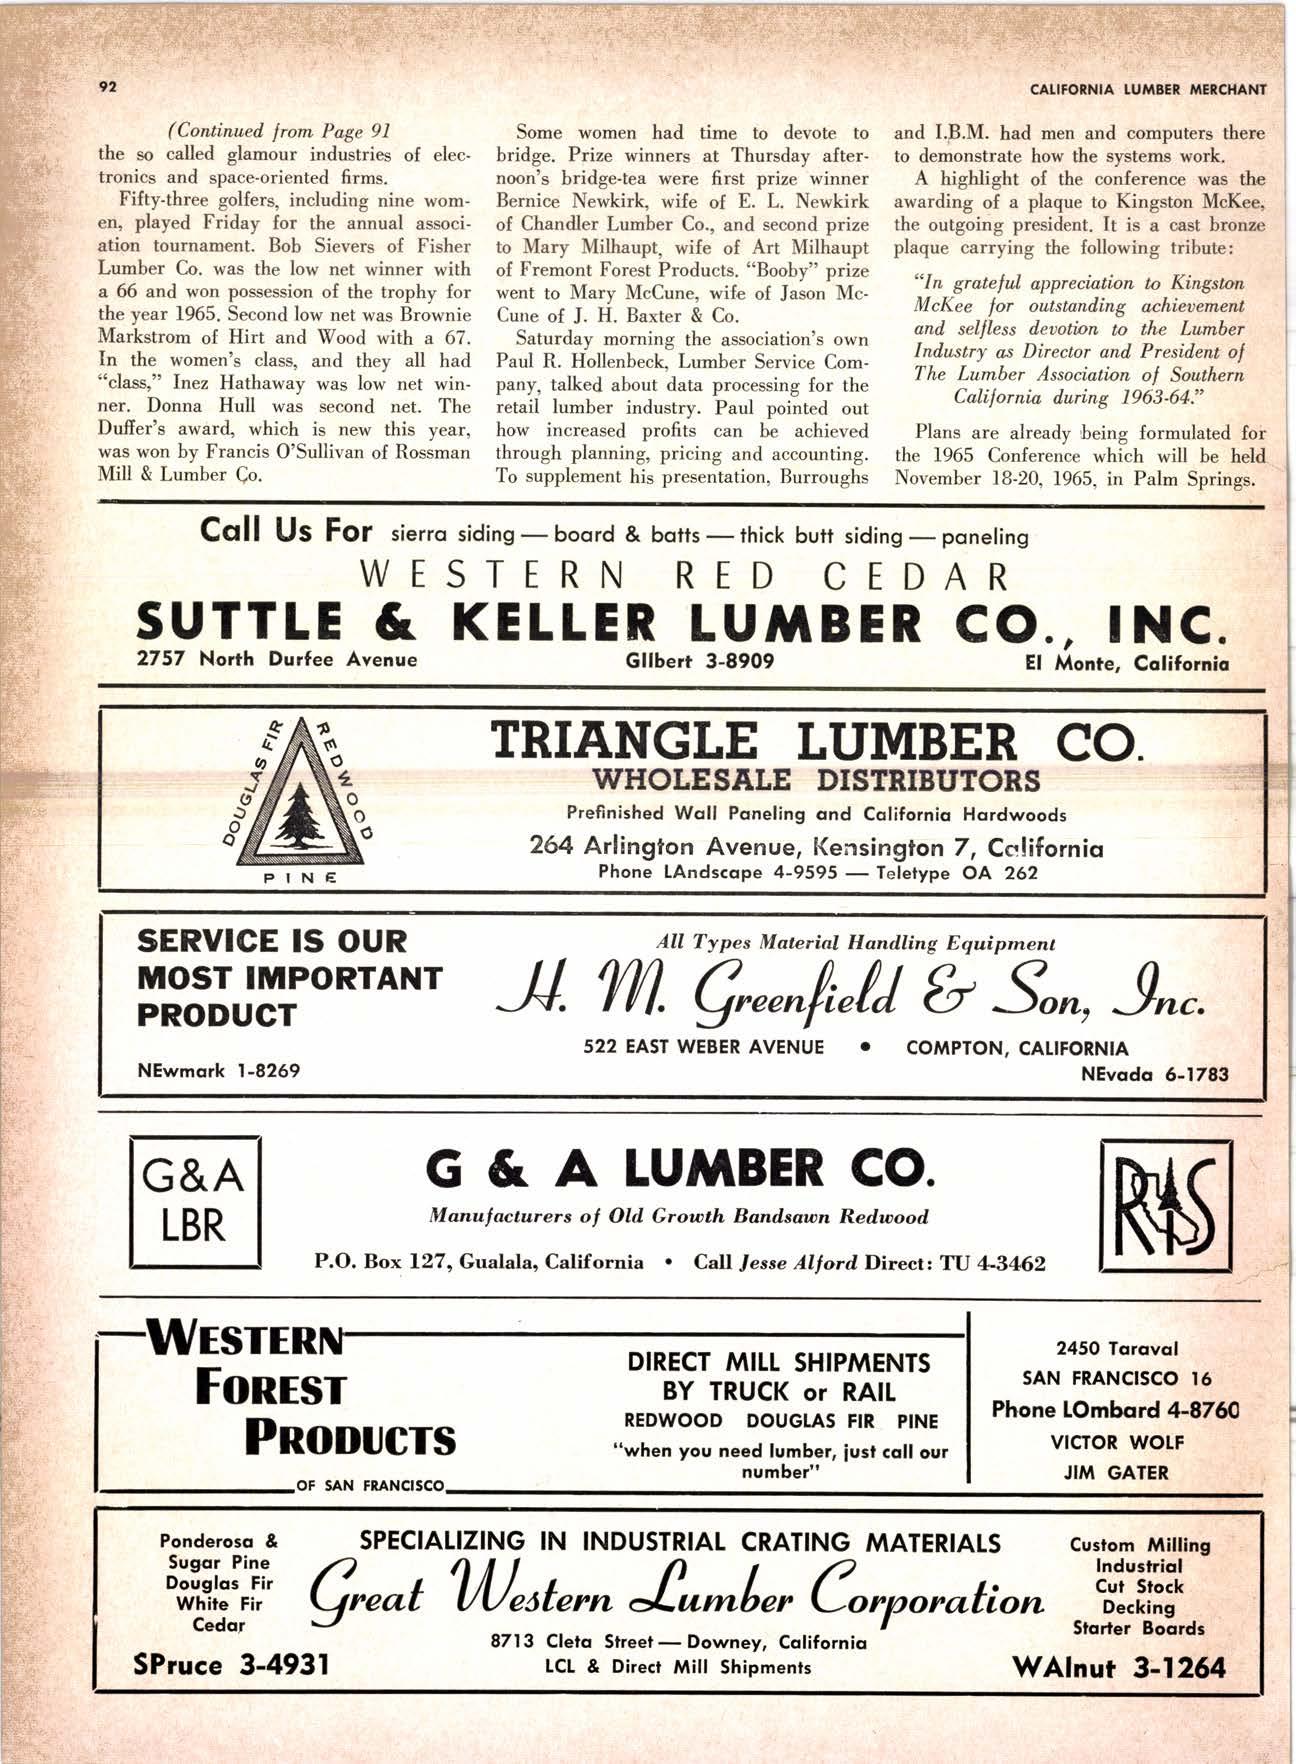 92
CALIFORNIA LUMBER MERCHANT
(Continued from Page 91
the so called glamour industries of elec-
tronics and space-oriented firms.
Fifty-three golfers, including nine wom-
en, played Friday for the annual associ-
ation tournament. Bob Sievers of Fisher
Lumber Co. was the low net winner with
a 66 and won possession of the trophy for
the year 1965. Second low net was Brownie
Markstrom of Hirt and Wood with a 67.
In the women's class, and they all had
"class," Inez Hathaway was low net win-
ner. Donna Hull was second net. The
Duffer's award, which is new this year,
was won by Francis O'Sullivan of Rossman
Mill & Lumber Co.
Some women had time to devote to
bridge. Prize winners at Thursday after-
noon's bridge-tea were first prize winner
Bernice Newkirk, wife of E. L. Newkirk
of Chandler Lumber Co., and second prize
to Mary Milhaupt, wife of Art Milhaupt
of Fremont Forest Products. "Booby" prize
went to Mary McCune, wife of Jason Mc-
Cune of J. H. Baxter & Co.
Saturday morning the association's own
Paul R. Hollenbeck, Lumber Service Com-
pany, talked about data processing for the
retail lumber industry. Paul pointed out
how increased profits can be achieved
through planning, pricing and accounting.
To supplement his presentation, Burroughs
and I.B.M. had men and computers there
to demonstrate how the systems work.
A highlight of the conference was the
awarding of a plaque to Kingston McKee,
the outgoing president. It is a cast bronze
plaque carrying the following tribute:
"In grateful appreciation to Kingston
McKee for outstanding achievement
and selfless devotion to the Lumber
Industry as Director and President of
The Lumber Association of Southern
California during 1963-64."
Plans are already being formulated for
the 1965 Conference which will be held
November 18-20, 1965, in Palm Springs.
Call Us For sierra siding — board & batts — thick butt siding — paneling
WESTERN RED CEDAR
SUTTLE & KELLER LUMBER CO., INC.
2757 North Durfee Avenue GIlbert 3-8909 El Monte, California
DOUGLAS FIR
REDWOOD
PINE
TRIANGLE LUMBER CO.
WHOLESALE DISTRIBUTORS
Prefinished Wall Paneling and California Hardwoods
264 Arlington Avenue, Kensington 7, California
Phone LAndscape 4-9595 — Teletype OA 262
SERVICE IS OUR
MOST IMPORTANT
PRODUCT
NEwmark 1-8269
All Types Material Handling Equipment
H. M. Greenfield & Son, Inc.
522 EAST WEBER AVENUE • COMPTON, CALIFORNIA
NEvada 6-1783
G&A
LBR
G & A LUMBER CO.
Manufacturers of Old Growth Bandsawn Redwood
P.O. Box 127, Gualala, California • Call Jesse Alford Direct: TU 4-3462
RIS
WESTERN
FOREST
PRODUCTS
OF SAN FRANCISCO
DIRECT MILL SHIPMENTS
BY TRUCK or RAIL
REDWOOD DOUGLAS FIR PINE
"when you need lumber, just call our
number"
2450 Taraval
SAN FRANCISCO 16
Phone LOmbard 4-8760
VICTOR WOLF
JIM GATER
Ponderosa &
Sugar Pine
Douglas Fir
White Fir
Cedar
SPruce 3-4931
SPECIALIZING IN INDUSTRIAL CRATING MATERIALS
Great Western Lumber Corporation
8713 Cleta Street — Downey, California
LCL & Direct Mill Shipments
Custom Milling
Industrial
Cut Stock
Decking
Starter Boards
WAlnut 3-1264